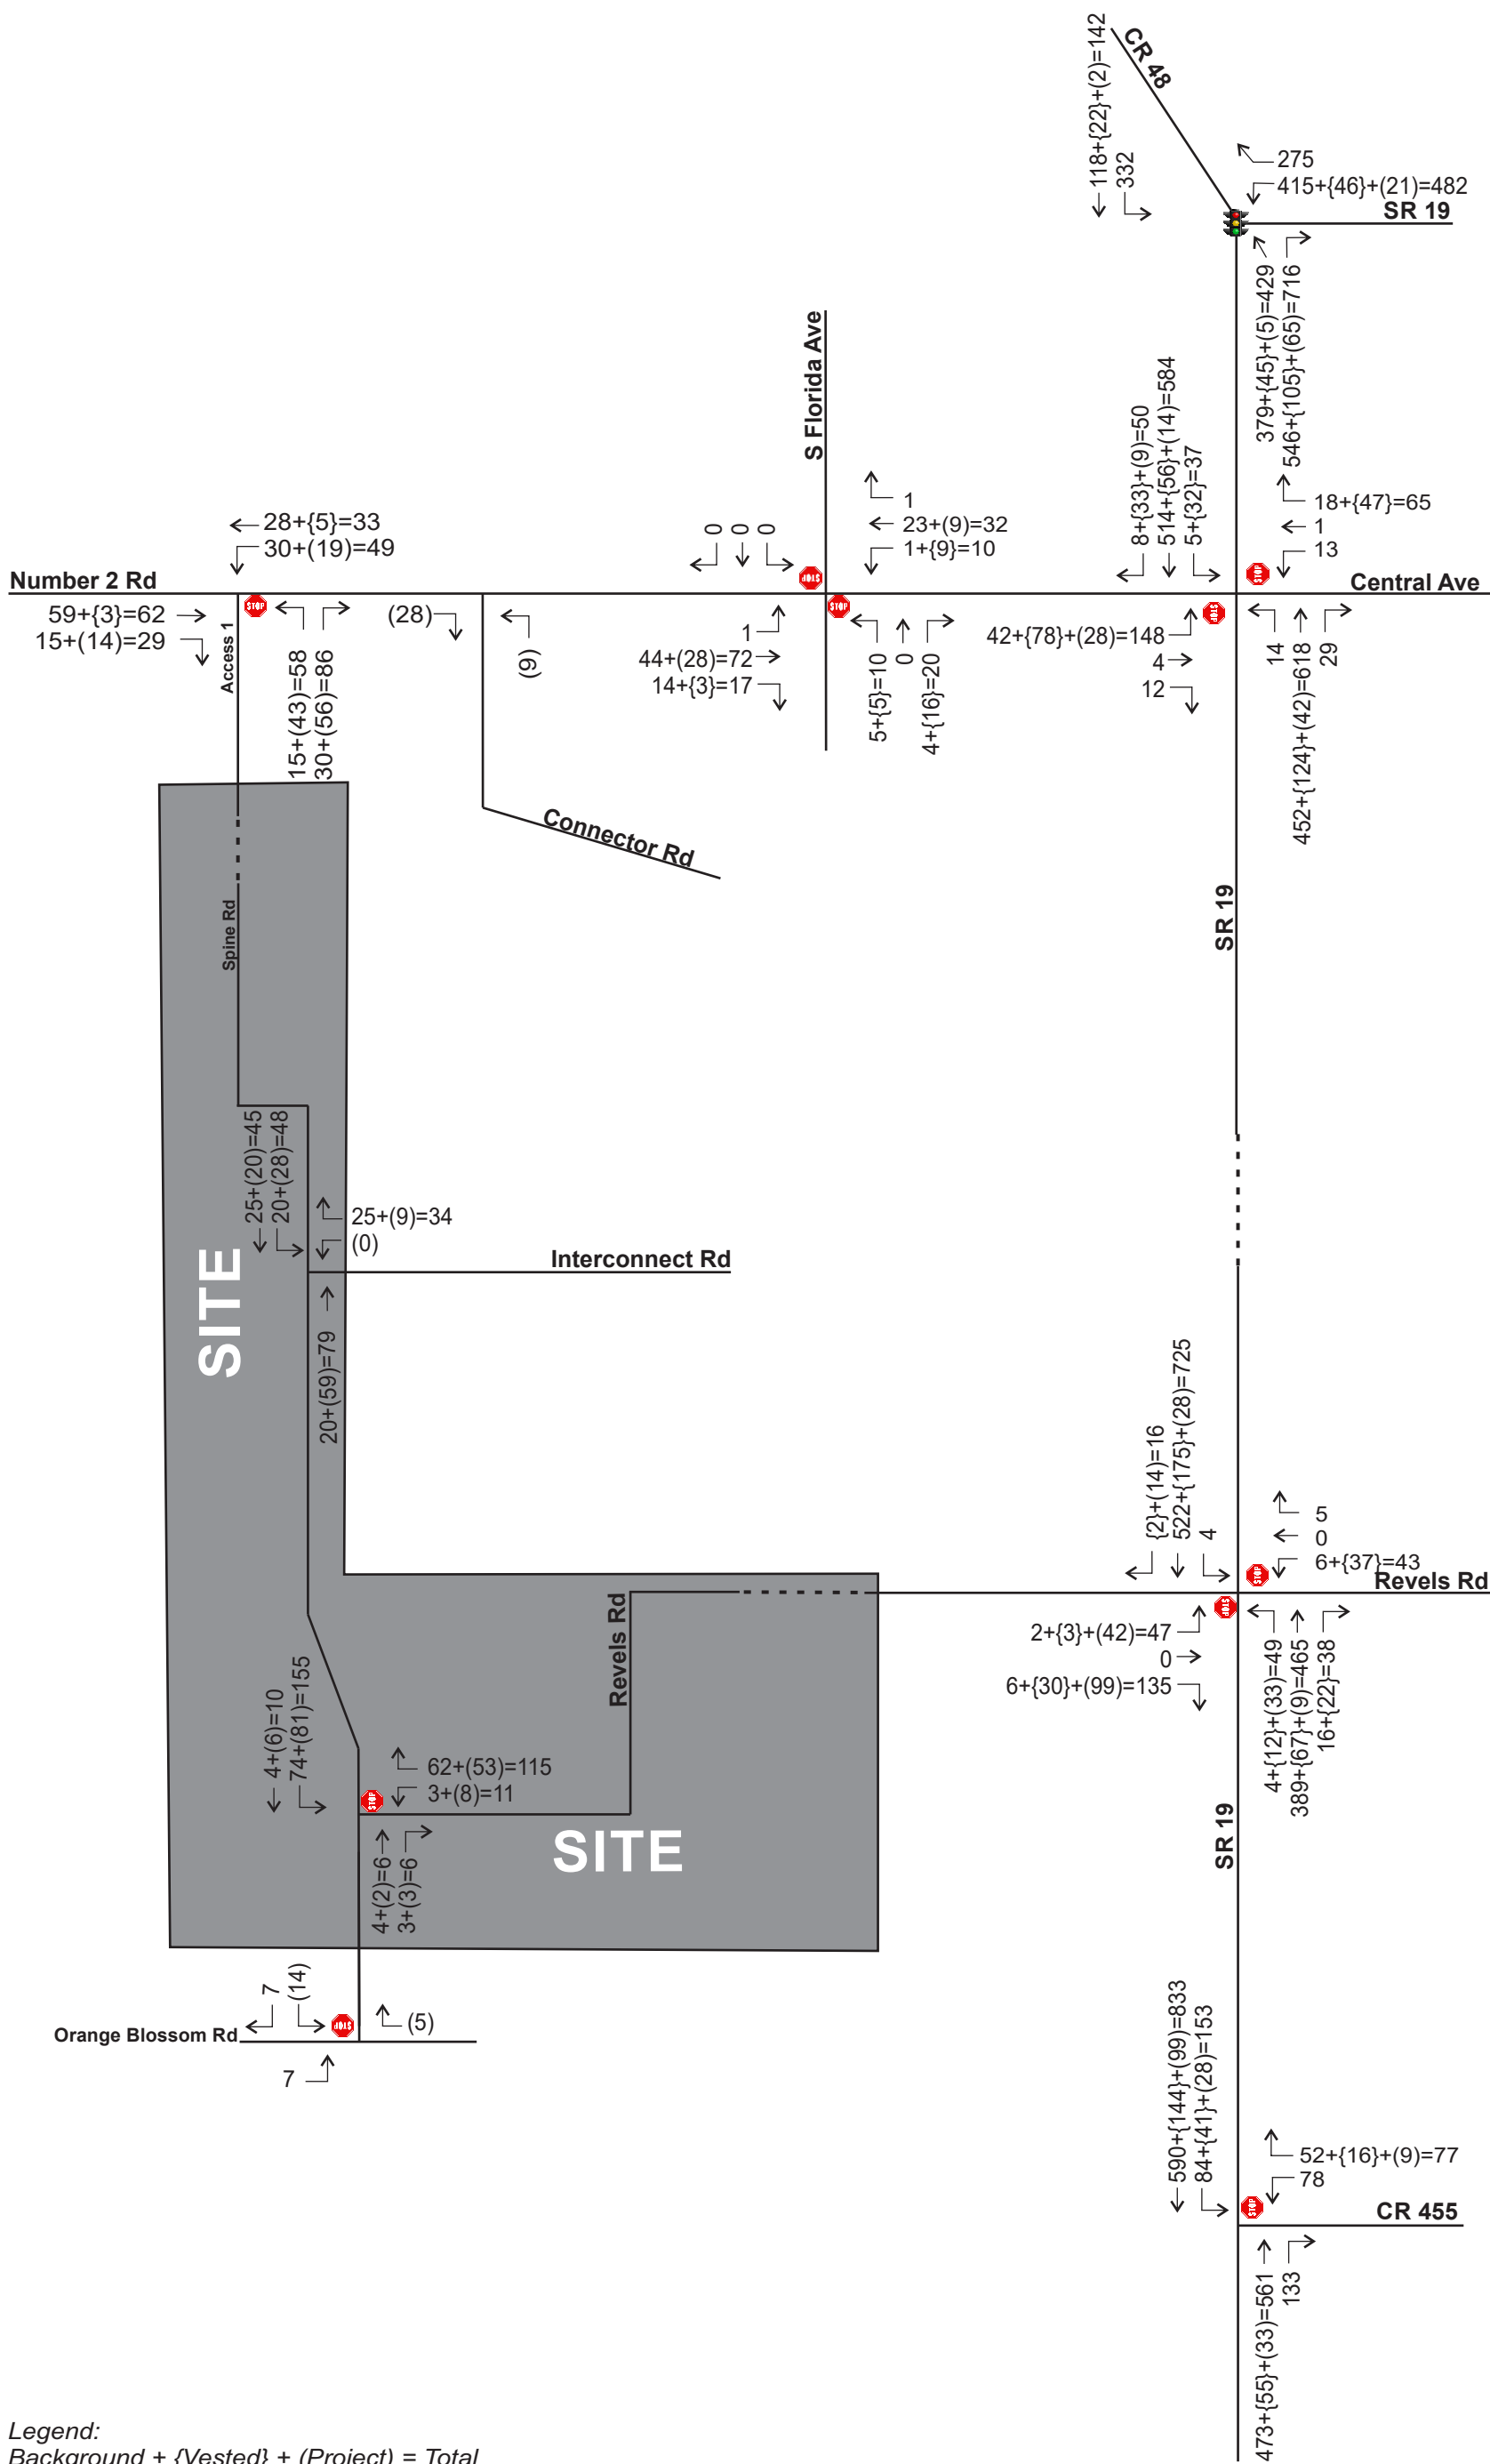 118+{22}+(2)=142
332
CR 48
275
415+{46}+(21)=482
SR 19
379+{45}+(5)=429
546+{105}+(65)=716
S Florida Ave
8+{33}+(9)=50
514+{56}+(14)=584
5+{32}=37
18+{47}=65
1
13
28+{5}=33
30+(19)=49
0
0
0
1
23+(9)=32
1+{9}=10
Number 2 Rd
STOP
STOP
Central Ave
59+{3}=62
15+(14)=29
Access 1
STOP
15+(43)=58
30+(56)=86
(28)
(9)
1
44+(28)=72
14+{3}=17
STOP
5+{5}=10
0
4+{16}=20
42+{78}+(28)=148
4
12
STOP
14
452+{124}+(42)=618
29
Connector Rd
Spine Rd
SR 19
25+(20)=45
20+(28)=48
25+(9)=34
(0)
Interconnect Rd
SITE
20+(59)=79
{2}+(14)=16
522+{175}+(28)=725
4
5
0
6+{37}=43
STOP
Revels Rd
Revels Rd
STOP
2+{3}+(42)=47
0
6+{30}+(99)=135
4+{12}+(33)=49
389+{67}+(9)=465
16+{22}=38
4+(6)=10
74+(81)=155
62+(53)=115
3+(8)=11
STOP
SITE
SR 19
4+(2)=6
3+(3)=6
7
(14)
STOP
(5)
Orange Blossom Rd
7
590+{144}+(99)=833
84+{41}+(28)=153
52+{16}+(9)=77
78
STOP
CR 455
473+{55}+(33)=561
133
Legend:
Background + {Vested} + (Project) = Total